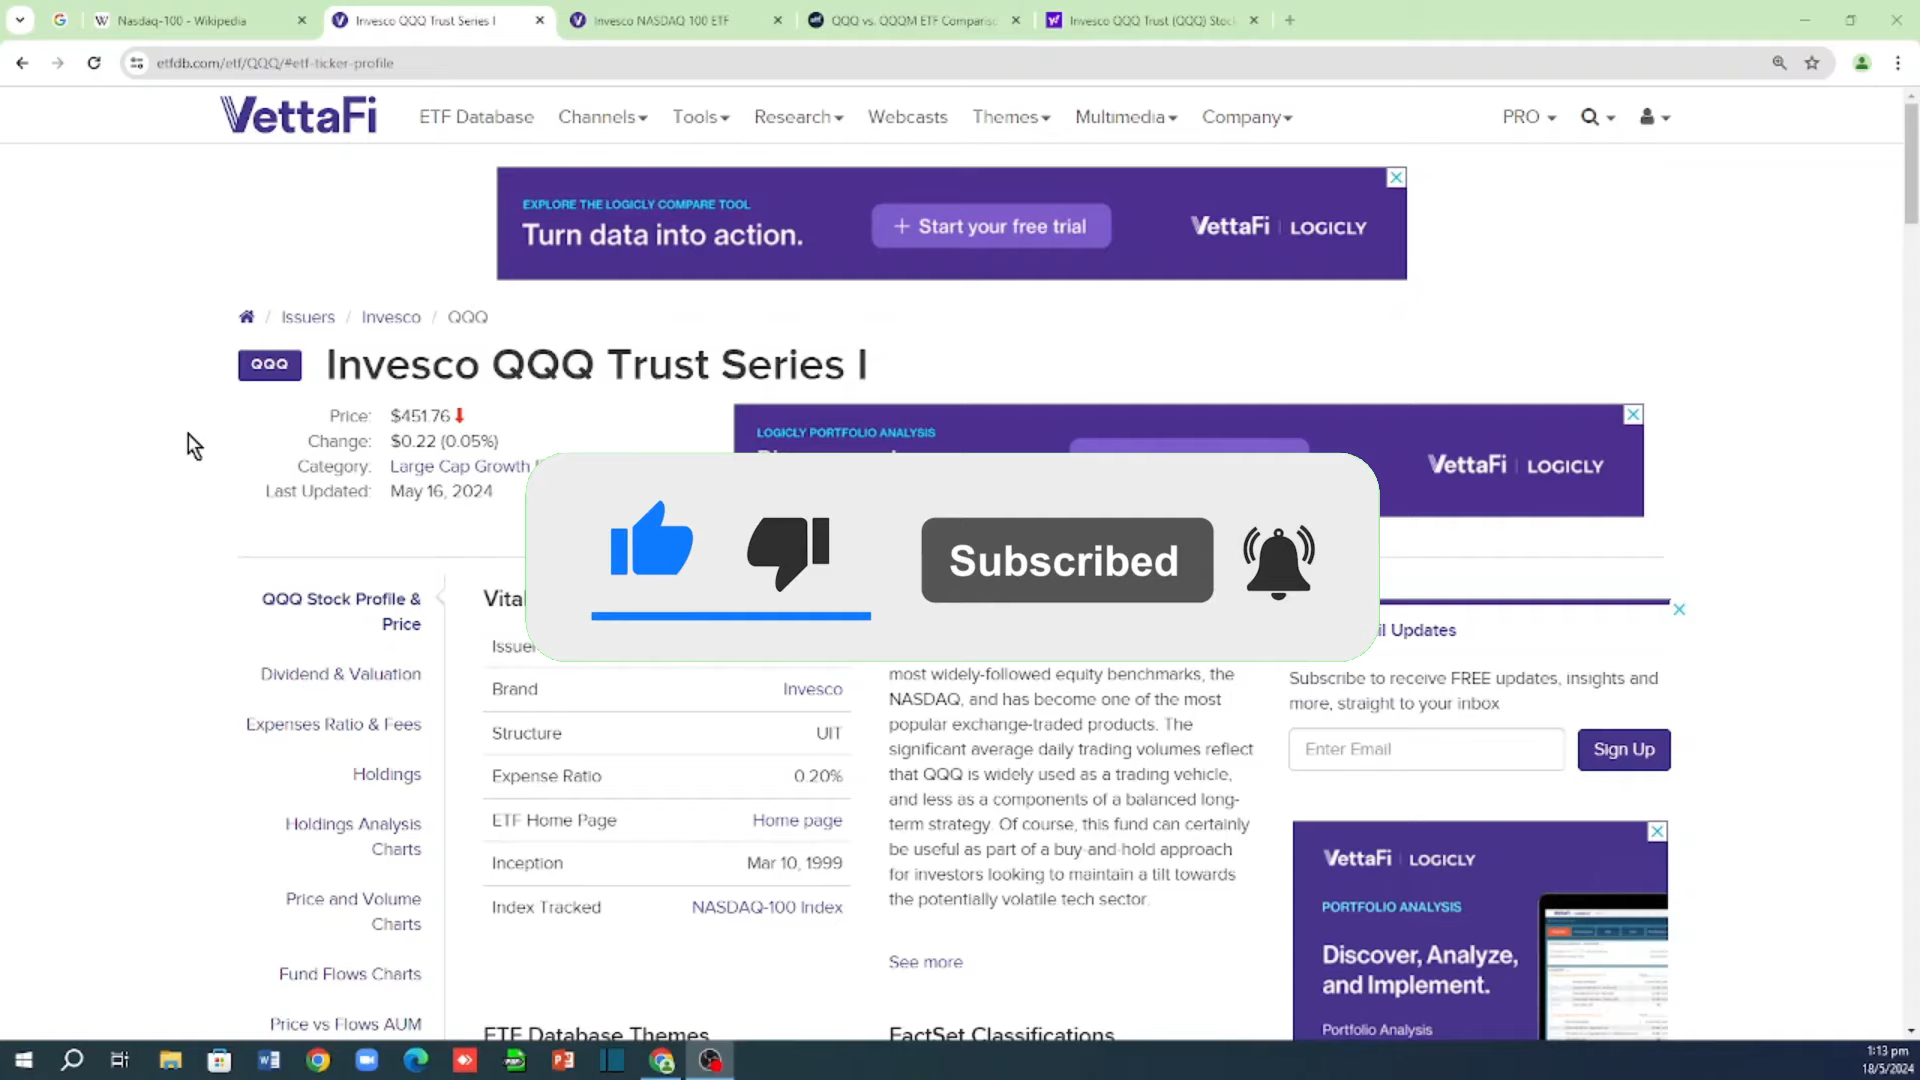 Nasdaq-100 - Wikipedia
Invesco QQQ Trust Series I
Invesco NASDAQ 100 ETF
QQQ vs. QQQM ETF Comparis
Invesco QQQ Trust (QQQ) Stoc
etfdb.com/etf/QQQ/#etf-ticker-profile
VettaFi
ETF Database
Channels
Tools
Research
Webcasts
Themes
Multimedia
Company
PRO
EXPLORE THE LOGICLY COMPARE TOOL
Turn data into action.
+ Start your free trial
VettaFi | LOGICLY
/ Issuers / Invesco / QQQ
QQQ
Invesco QQQ Trust Series I
Price: $451.76
Change: $0.22 (0.05%)
Category: Large Cap Growth
Last Updated: May 16, 2024
LOGICLY PORTFOLIO ANALYSIS
VettaFi | LOGICLY
Subscribed
QQQ Stock Profile &
Price
Dividend & Valuation
Expenses Ratio & Fees
Holdings
Holdings Analysis
Charts
Price and Volume
Charts
Fund Flows Charts
Price vs Flows AUM
Vita
Issuer
Brand Invesco
Structure UIT
Expense Ratio 0.20%
ETF Home Page Home page
Inception Mar 10, 1999
Index Tracked NASDAQ-100 Index
ETF Database Themes
most widely-followed equity benchmarks, the
NASDAQ, and has become one of the most
popular exchange-traded products. The
significant average daily trading volumes reflect
that QQQ is widely used as a trading vehicle,
and less as a components of a balanced long-
term strategy. Of course, this fund can certainly
be useful as part of a buy-and-hold approach
for investors looking to maintain a tilt towards
the potentially volatile tech sector.
See more
FactSet Classifications
il Updates
Subscribe to receive FREE updates, insights and
more, straight to your inbox
Enter Email
Sign Up
VettaFi | LOGICLY
PORTFOLIO ANALYSIS
Discover, Analyze,
and Implement.
Portfolio Analysis
1:13 pm
18/5/2024